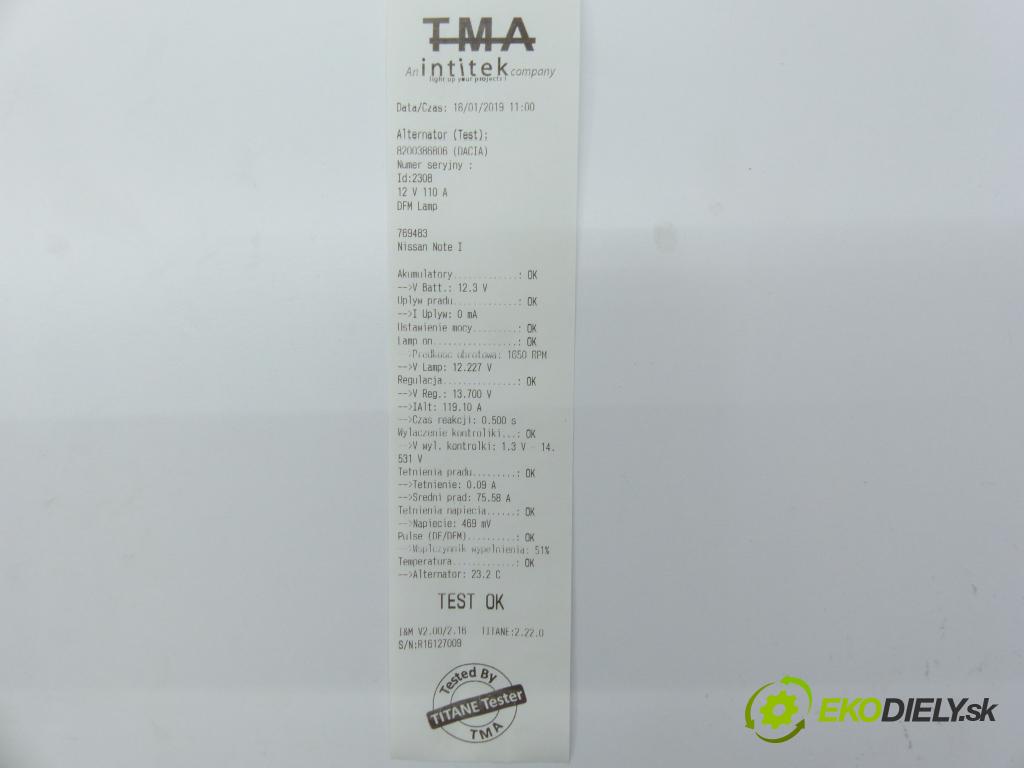 TMA
An intitek company
light up your projects!
Data/Czas: 18/01/2019 11:00
Alternator (Test):
8200386806 (DACIA)
Numer seryjny :
Id:2308
12 V 110 A
DFM Lamp
769483
Nissan Note I
Akumulatory............: OK
-->V Batt.: 12.3 V
Uplyw pradu............: OK
-->I Uplyw: 0 mA
Ustawienie mocy........: OK
Lamp on................: OK
-->Predkosc obrotowa: 1650 RPM
-->V Lamp: 12.227 V
Regulacja..............: OK
-->V Reg.: 13.700 V
-->IAlt: 119.10 A
-->Czas reakcji: 0.500 s
Wylaczenie kontrolki...: OK
-->V wyl. kontrolki: 1.3 V - 14.
531 V
Tetnienia pradu........: OK
-->Tetnienie: 0.09 A
-->Sredni prad: 75.58 A
Tetnienia napiecia.....: OK
-->Napiecie: 469 mV
Pulse (DF/DFM).........: OK
-->Wsplczynnik wypelnienia: 51%
Temperatura............: OK
-->Alternator: 23.2 C
TEST OK
I&M V2.00/2.16 TITANE:2.22.0
S/N:R16127009
Tested By
TITANE Tester
TMA
EKODIELY.sk